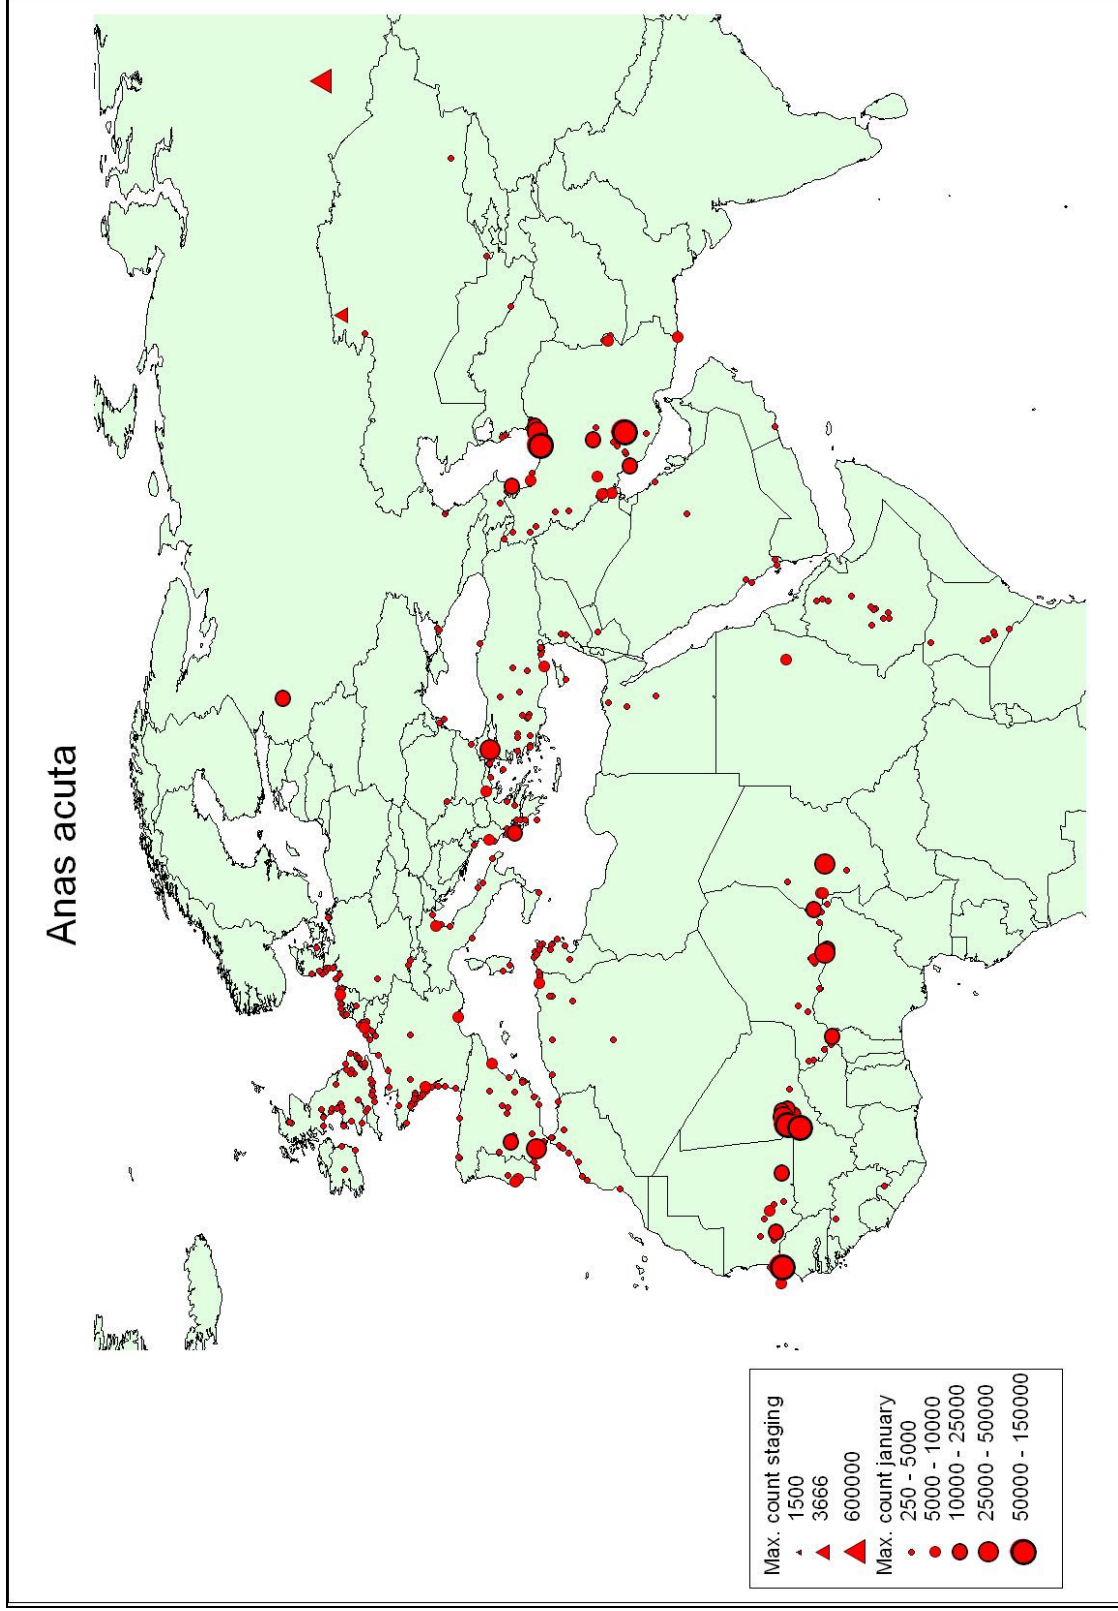 Anas acuta
Max. count staging
1500
3666
600000
Max. count january
250 - 5000
5000 - 10000
10000 - 25000
25000 - 50000
50000 - 150000